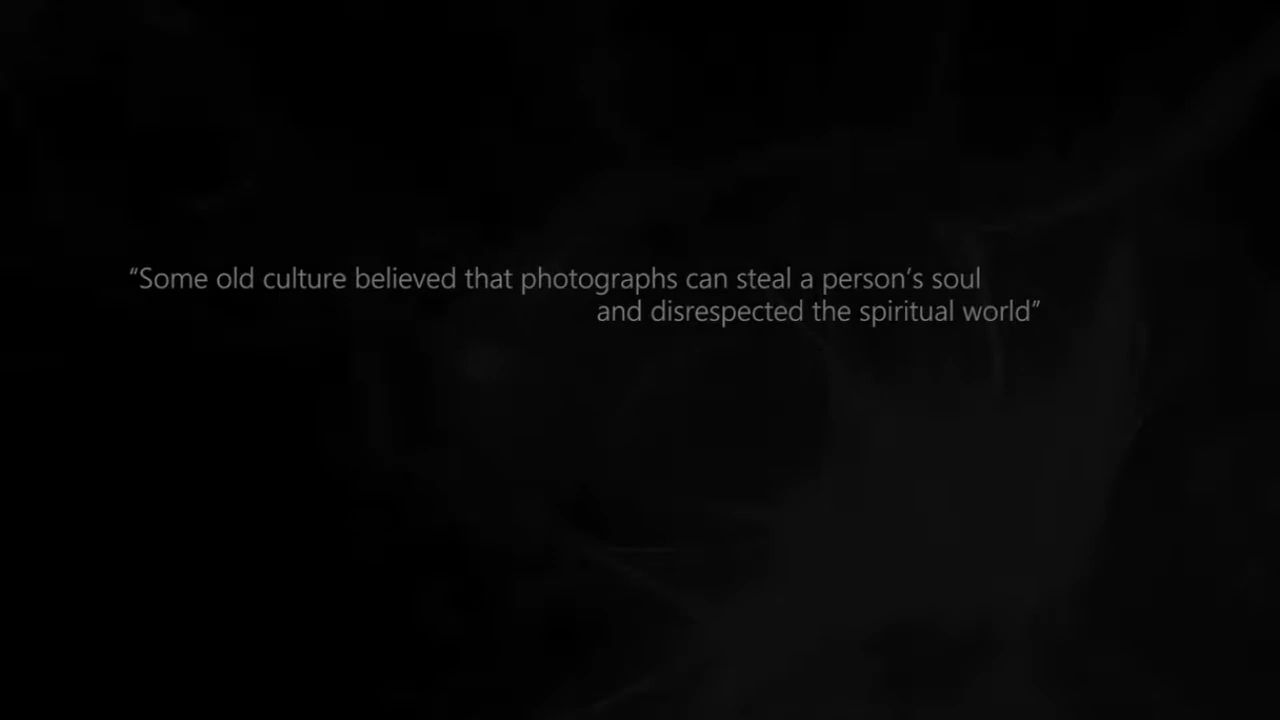 “Some old culture believed that photographs can steal a person’s soul
and disrespected the spiritual world”